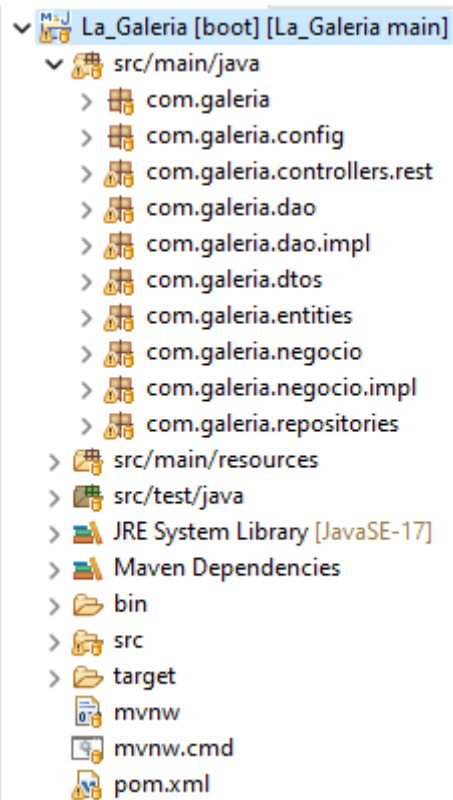 La_Galeria [boot] [La_Galeria main]
src/main/java
com.galeria
com.galeria.config
com.galeria.controllers.rest
com.galeria.dao
com.galeria.dao.impl
com.galeria.dtos
com.galeria.entities
com.galeria.negocio
com.galeria.negocio.impl
com.galeria.repositories
src/main/resources
src/test/java
JRE System Library [JavaSE-17]
Maven Dependencies
bin
src
target
mvnw
mvnw.cmd
pom.xml